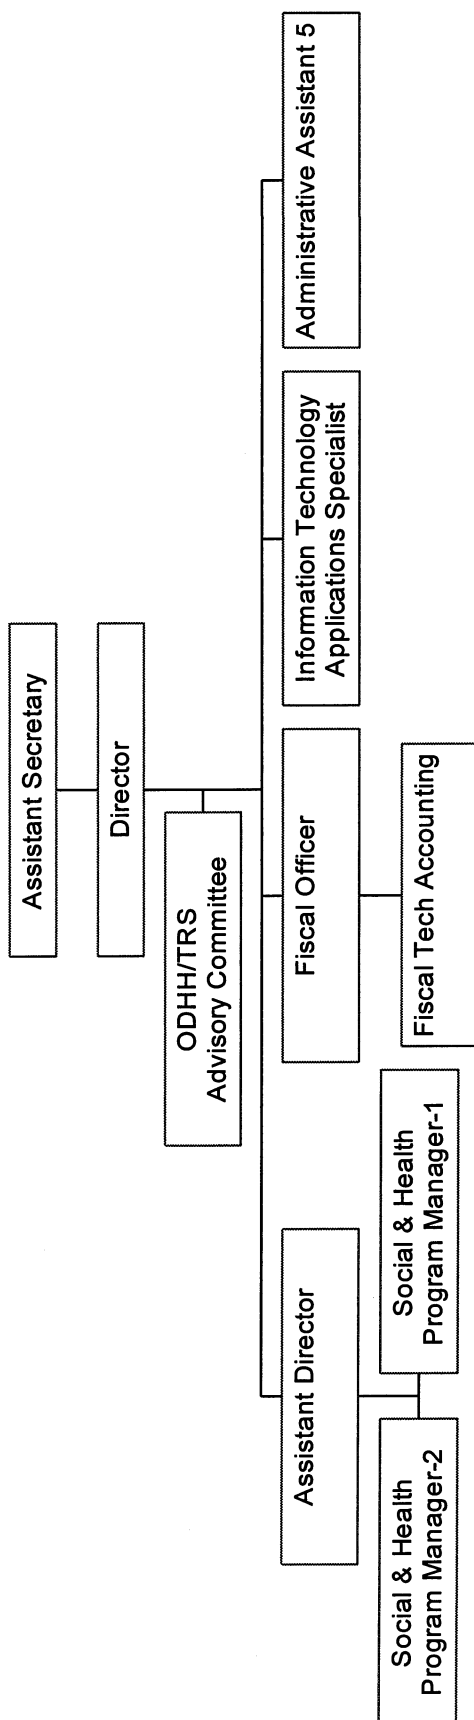 Assistant Secretary
Director
ODHH/TRS
Advisory Committee
Assistant Director
Fiscal Officer
Information Technology
Applications Specialist
Administrative Assistant 5
Social & Health
Program Manager-2
Social & Health
Program Manager-1
Fiscal Tech Accounting